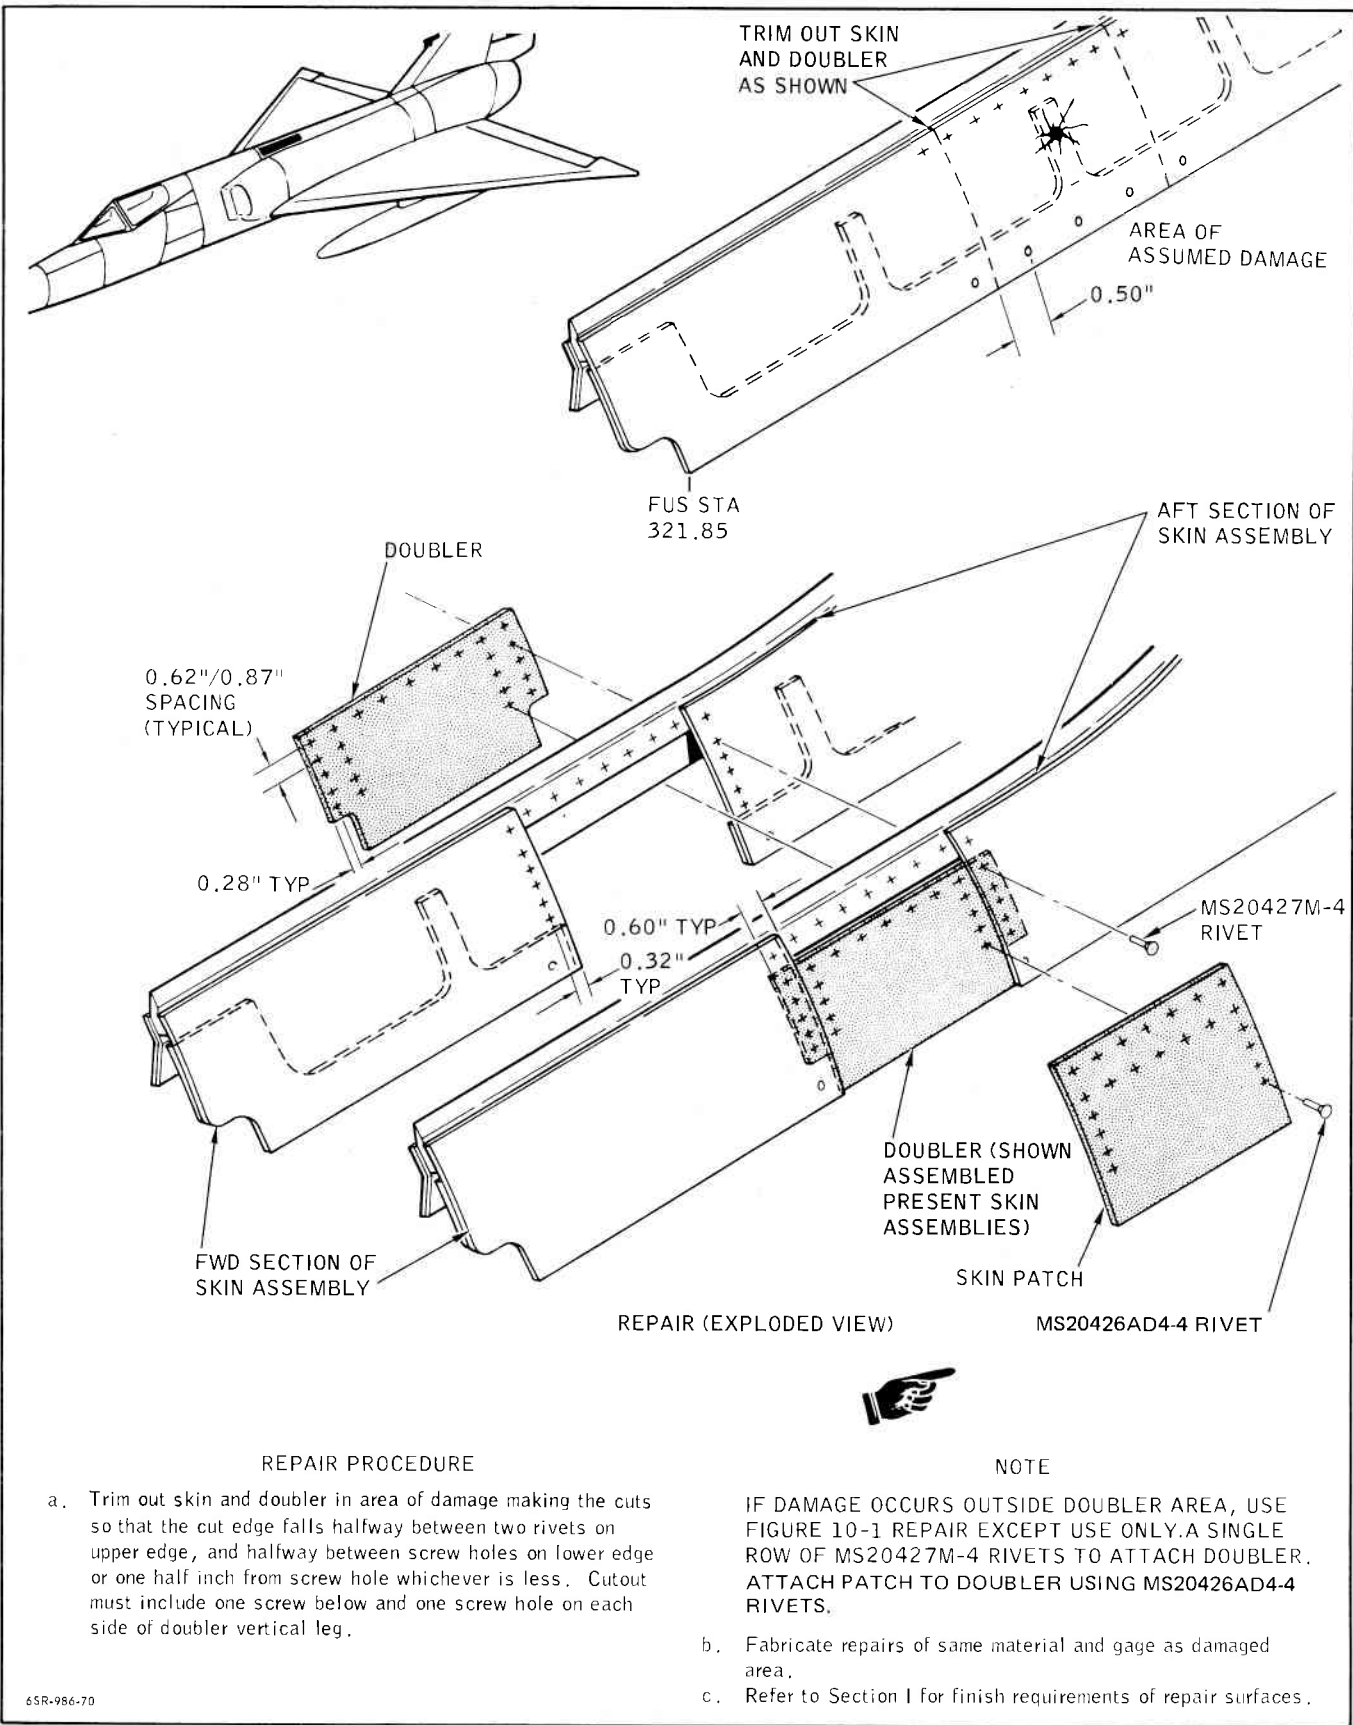 TRIM OUT SKIN
AND DOUBLER
AS SHOWN
AREA OF
ASSUMED DAMAGE
0.50"
FUS STA
321.85
AFT SECTION OF
SKIN ASSEMBLY
DOUBLER
0.62"/0.87"
SPACING
(TYPICAL)
0.28" TYP
0.60" TYP
0.32"
TYP
MS20427M-4
RIVET
DOUBLER (SHOWN
ASSEMBLED
PRESENT SKIN
ASSEMBLIES)
FWD SECTION OF
SKIN ASSEMBLY
SKIN PATCH
REPAIR (EXPLODED VIEW)
MS20426AD4-4 RIVET
REPAIR PROCEDURE
a. Trim out skin and doubler in area of damage making the cuts
so that the cut edge falls halfway between two rivets on
upper edge, and halfway between screw holes on lower edge
or one half inch from screw hole whichever is less. Cutout
must include one screw below and one screw hole on each
side of doubler vertical leg.
NOTE
IF DAMAGE OCCURS OUTSIDE DOUBLER AREA, USE
FIGURE 10-1 REPAIR EXCEPT USE ONLY.A SINGLE
ROW OF MS20427M-4 RIVETS TO ATTACH DOUBLER.
ATTACH PATCH TO DOUBLER USING MS20426AD4-4
RIVETS.
b. Fabricate repairs of same material and gage as damaged
area.
c. Refer to Section I for finish requirements of repair surfaces.
6SR-986-70